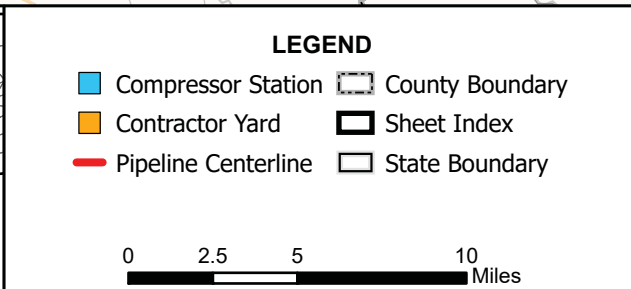 LEGEND
Compressor Station County Boundary
Contractor Yard Sheet Index
Pipeline Centerline State Boundary
0 2.5 5 10
Miles